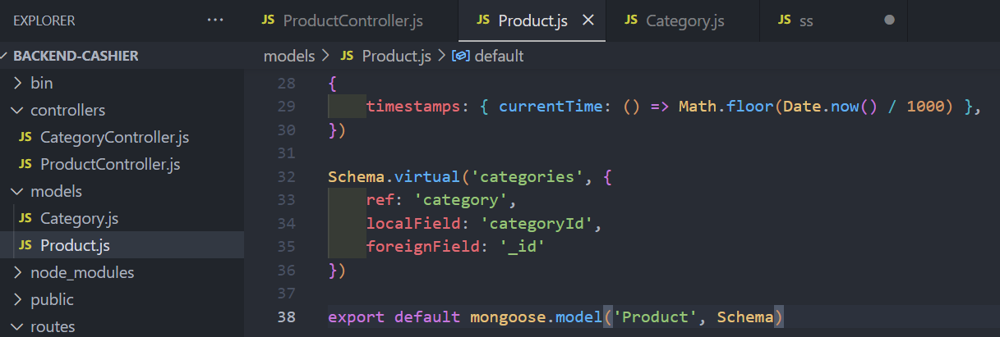 EXPLORER ...
JS ProductController.js JS Product.js × JS Category.js JS ss
BACKEND-CASHIER
models > JS Product.js > default
bin
controllers
JS CategoryController.js
JS ProductController.js
models
JS Category.js
JS Product.js
node_modules
public
routes
28 {
29 timestamps: { currentTime: () => Math.floor(Date.now() / 1000) },
30 })
31
32 Schema.virtual('categories', {
33 ref: 'category',
34 localField: 'categoryId',
35 foreignField: '_id'
36 })
37
38 export default mongoose.model('Product', Schema)